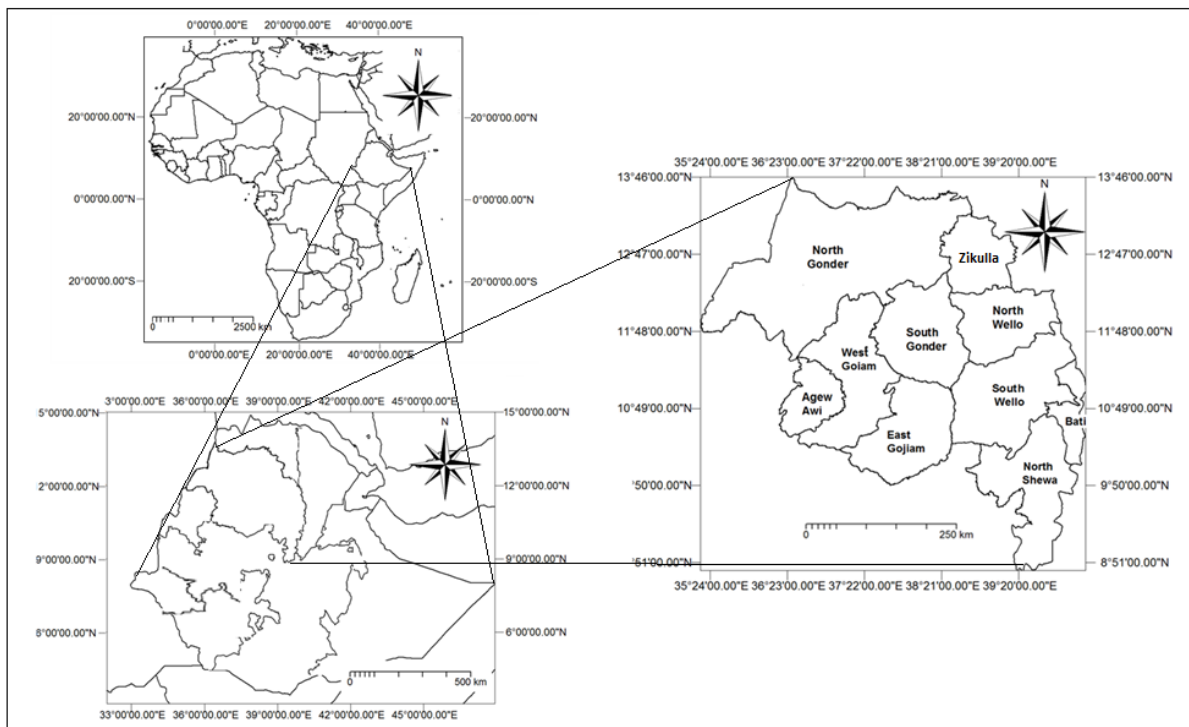 0°00'00.00"E 20°00'00.00"E 40°00'00.00"E
N
20°00'00.00"N 20°00'00.00"N
0°00'00.00"N 0°00'00.00"N
20°00'00.00"S 20°00'00.00"S
0 2500 km
0°00'00.00"E 20°00'00.00"E 40°00'00.00"E
33°00'00.00"E 36°00'00.00"E 39°00'00.00"E 42°00'00.00"E 45°00'00.00"E
5°00'00.00"N 15°00'00.00"N
N
2°00'00.00"N 12°00'00.00"N
9°00'00.00"N 9°00'00.00"N
6°00'00.00"N 6°00'00.00"N
0 500 km
33°00'00.00"E 36°00'00.00"E 39°00'00.00"E 42°00'00.00"E 45°00'00.00"E
35°24'00.00"E 36°23'00.00"E 37°22'00.00"E 38°21'00.00"E 39°20'00.00"E
13°46'00.00"N 13°46'00.00"N
N
12°47'00.00"N 12°47'00.00"N
North
Gonder
Zikulla
North
Wello
11°48'00.00"N 11°48'00.00"N
South
Gonder
West
Goiam
South
Wello
Agew
Awi
10°49'00.00"N 10°49'00.00"N
Bati
East
Gojiam
North
Shewa
9°50'00.00"N 9°50'00.00"N
0 250 km
°51'00.00"N 8°51'00.00"N
35°24'00.00"E 36°23'00.00"E 37°22'00.00"E 38°21'00.00"E 39°20'00.00"E